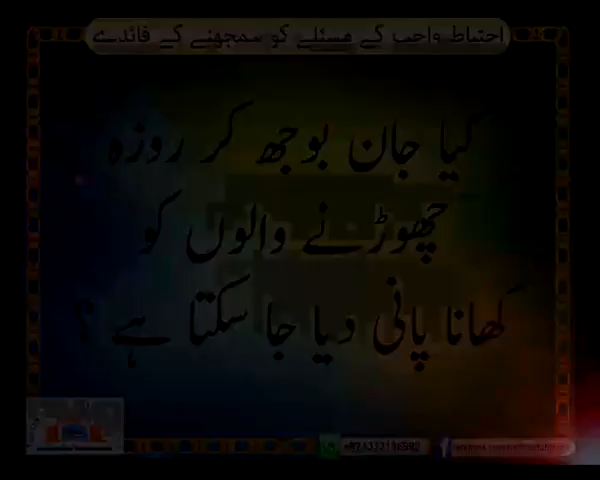 احتیاط واجب کے مسئلے کو سمجھنے کے فائدے
کیا جان بوجھ کر روزہ
چھوڑنے والوں کو
کھانا پانی دیا جا سکتا ہے ؟